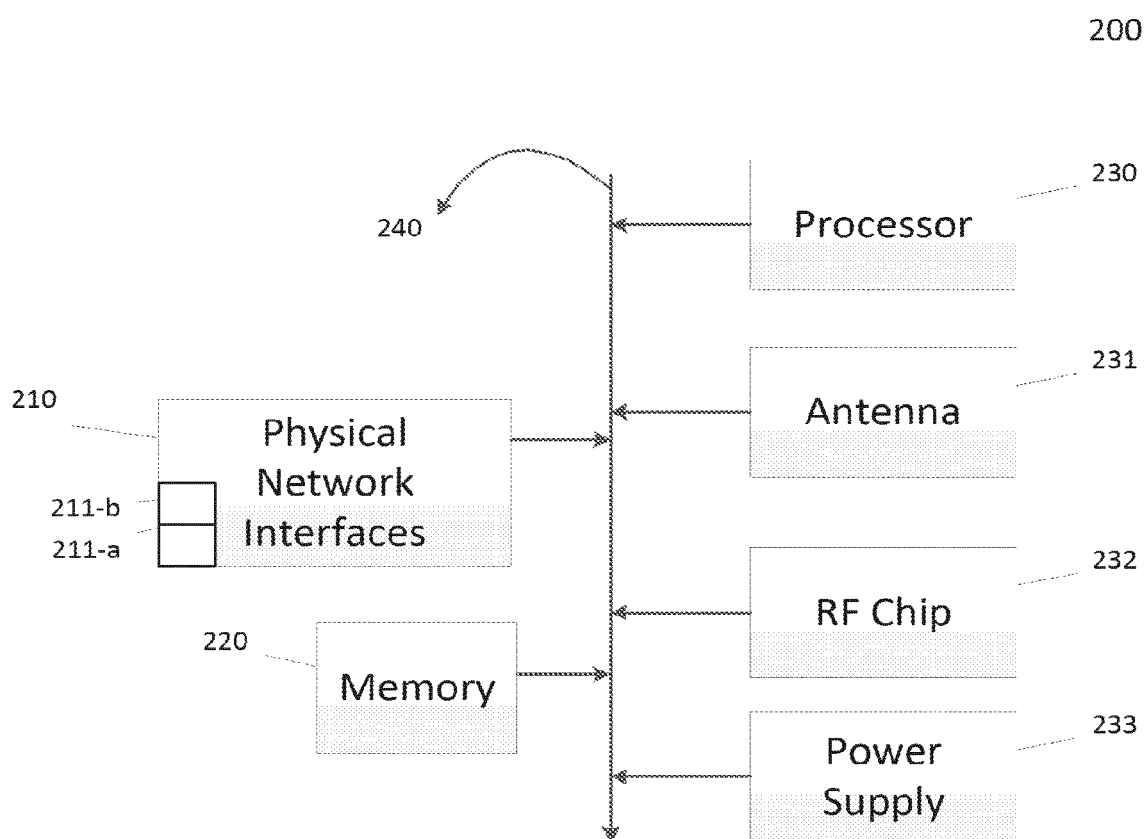 200
230
Processor
240
231
Antenna
210
Physical
Network
Interfaces
211-b
211-a
232
RF Chip
220
Memory
233
Power
Supply